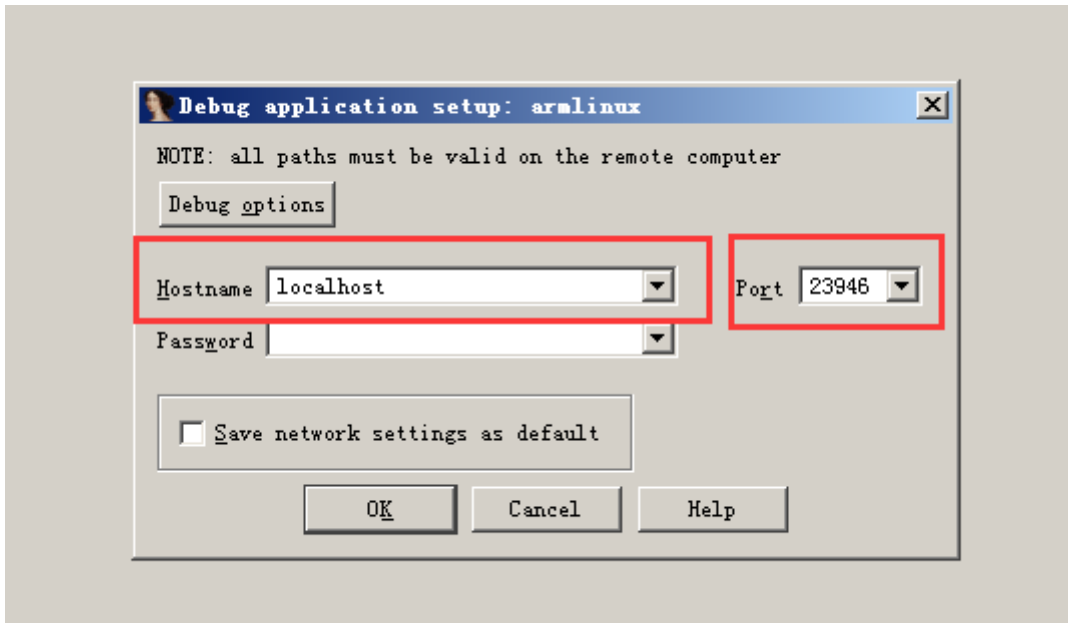 Debug application setup: armlinux
NOTE: all paths must be valid on the remote computer
Debug options
Hostname localhost Port 23946
Password
Save network settings as default
OK Cancel Help